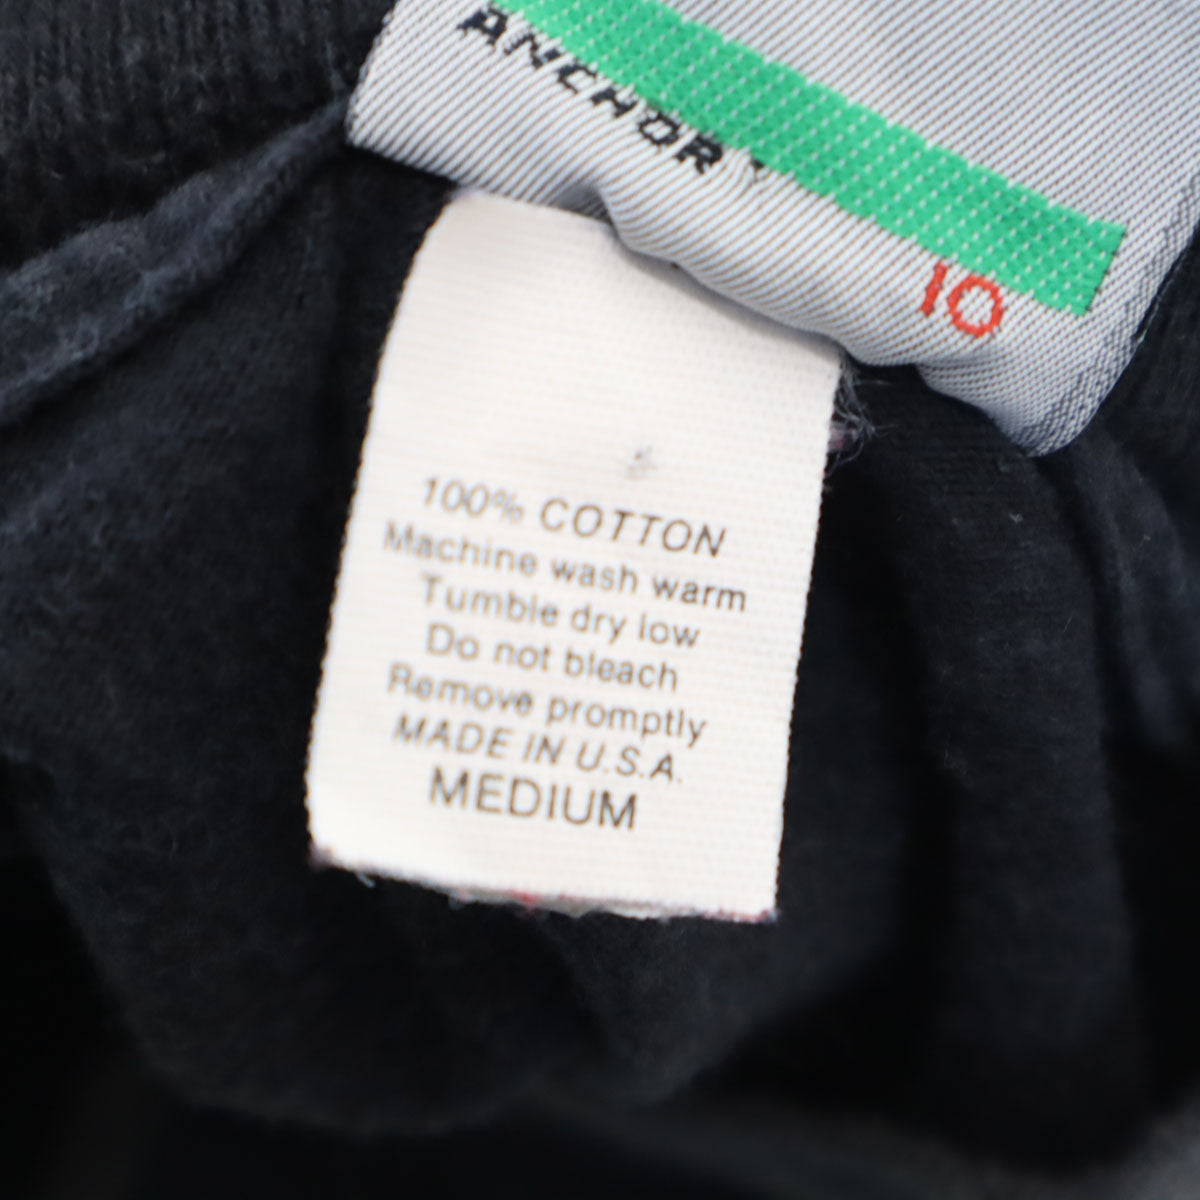 ANCHOR
10
100% COTTON
Machine wash warm
Tumble dry low
Do not bleach
Remove promptly
MADE IN U.S.A.
MEDIUM